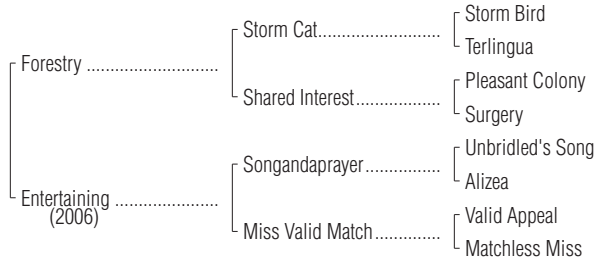 Storm Bird
Storm Cat..........................
Terlingua
Forestry ............................
Pleasant Colony
Shared Interest..................
Surgery
Unbridled's Song
Songandaprayer................
Alizea
Entertaining ......................
(2006)
Valid Appeal
Miss Valid Match..............
Matchless Miss